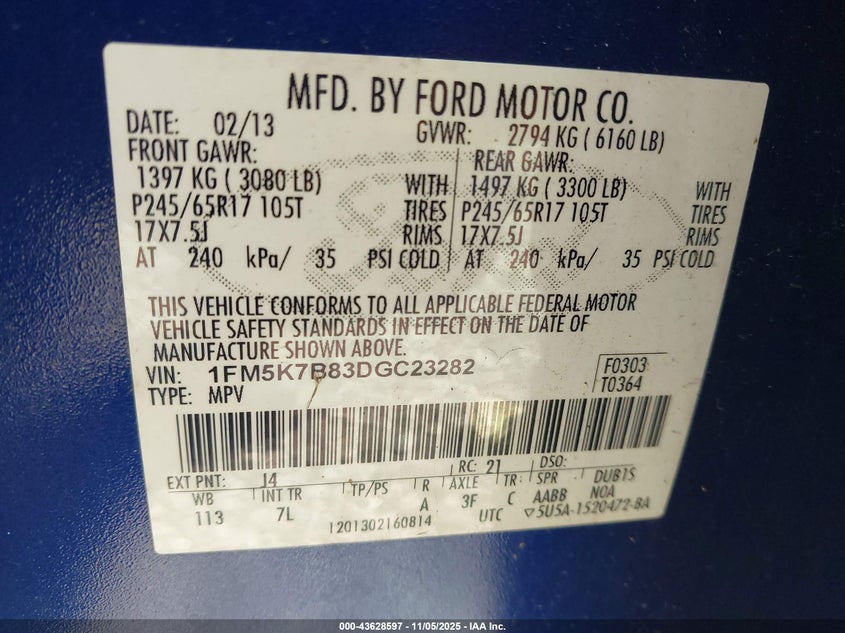 MFD. BY FORD MOTOR CO.
DATE: 02/13 GVWR: 2794 KG ( 6160 LB)
FRONT GAWR: REAR GAWR:
1397 KG ( 3080 LB) WITH 1497 KG ( 3300 LB) WITH
P245/65R17 105T TIRES P245/65R17 105T TIRES
17X7.5J RIMS 17X7.5J RIMS
AT 240 kPa/ 35 PSI COLD AT 240 kPa/ 35 PSI COLD
THIS VEHICLE CONFORMS TO ALL APPLICABLE FEDERAL MOTOR
VEHICLE SAFETY STANDARDS IN EFFECT ON THE DATE OF
MANUFACTURE SHOWN ABOVE.
VIN: 1FM5K7B83DGC23282 F0303
TYPE: MPV T0364
EXT PNT: J4 RC: 21 DSO:
WB INT TR TP/PS R AXLE TR SPR DUB1S
113 7L A 3F C AABB NOA
1201302160814 UTC ▽5U5A-1520472-BA
000-43628597 - 11/05/2025 - IAA Inc.